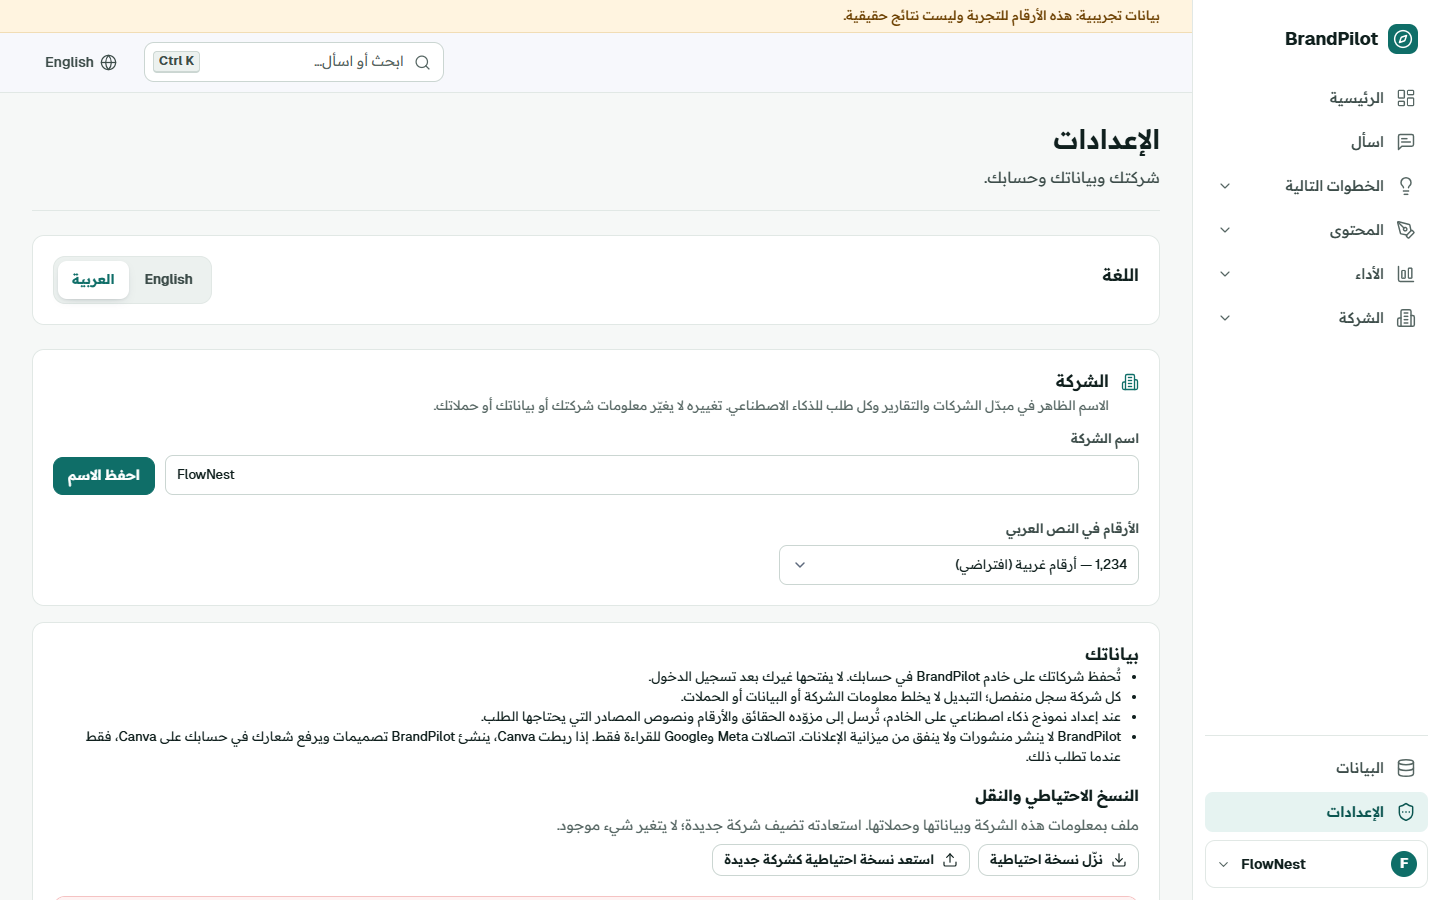 بيانات تجريبية: هذه الأرقام للتجربة وليست نتائج حقيقية.
BrandPilot
الرئيسية
اسأل
الخطوات التالية
المحتوى
الأداء
الشركة
البيانات
الإعدادات
F FlowNest
ابحث أو اسأل...
Ctrl K
English
الإعدادات
شركتك وبياناتك وحسابك.
اللغة
English
العربية
الشركة
الاسم الظاهر في مبدّل الشركات والتقارير وكل طلب للذكاء الاصطناعي. تغييره لا يغيّر معلومات شركتك أو بياناتك أو حملاتك.
اسم الشركة
FlowNest
احفظ الاسم
الأرقام في النص العربي
1,234 — أرقام غربية (افتراضي)
بياناتك
• تُحفظ شركاتك على خادم BrandPilot في حسابك. لا يفتحها غيرك بعد تسجيل الدخول.
• كل شركة سجل منفصل؛ التبديل لا يخلط معلومات الشركة أو البيانات أو الحملات.
• عند إعداد نموذج ذكاء اصطناعي على الخادم، تُرسل إلى مزوّده الحقائق والأرقام ونصوص المصادر التي يحتاجها الطلب.
• BrandPilot لا ينشر منشورات ولا ينفق من ميزانية الإعلانات. اتصالات Meta وGoogle للقراءة فقط. إذا ربطت Canva، ينشئ BrandPilot تصميمات ويرفع شعارك في حسابك على Canva، فقط
عندما تطلب ذلك.
النسخ الاحتياطي والنقل
ملف بمعلومات هذه الشركة وبياناتها وحملاتها. استعادته تضيف شركة جديدة؛ لا يتغير شيء موجود.
نزّل نسخة احتياطية
استعد نسخة احتياطية كشركة جديدة